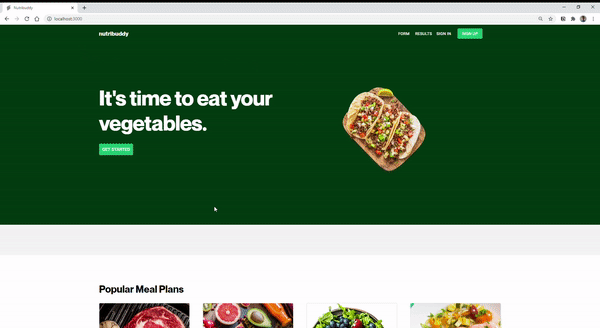 Nutribuddy
localhost:3000
nutribuddy
FORM RESULTS SIGN IN SIGN UP
It's time to eat your
vegetables.
GET STARTED
Popular Meal Plans